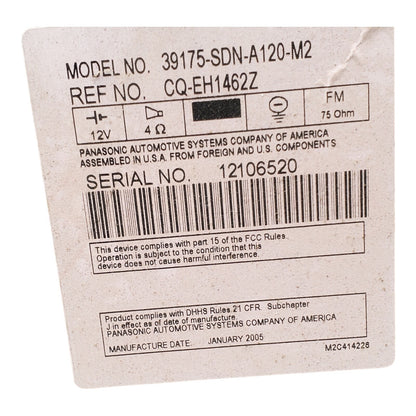 MODEL NO. 39175-SDN-A120-M2
REF NO. CQ-EH1462Z
12V 4Ω FM 75 Ohm
PANASONIC AUTOMOTIVE SYSTEMS COMPANY OF AMERICA
ASSEMBLED IN U.S.A. FROM FOREIGN AND U.S. COMPONENTS
SERIAL NO. 12106520
This device complies with part 15 of the FCC Rules.
Operation is subject to the condition that this
device does not cause harmful interference.
Product complies with DHHS Rules.21 CFR. Subchapter
J in effect as of date of manufacture.
PANASONIC AUTOMOTIVE SYSTEMS COMPANY OF AMERICA
MANUFACTURE DATE: JANUARY 2005
M2C414226